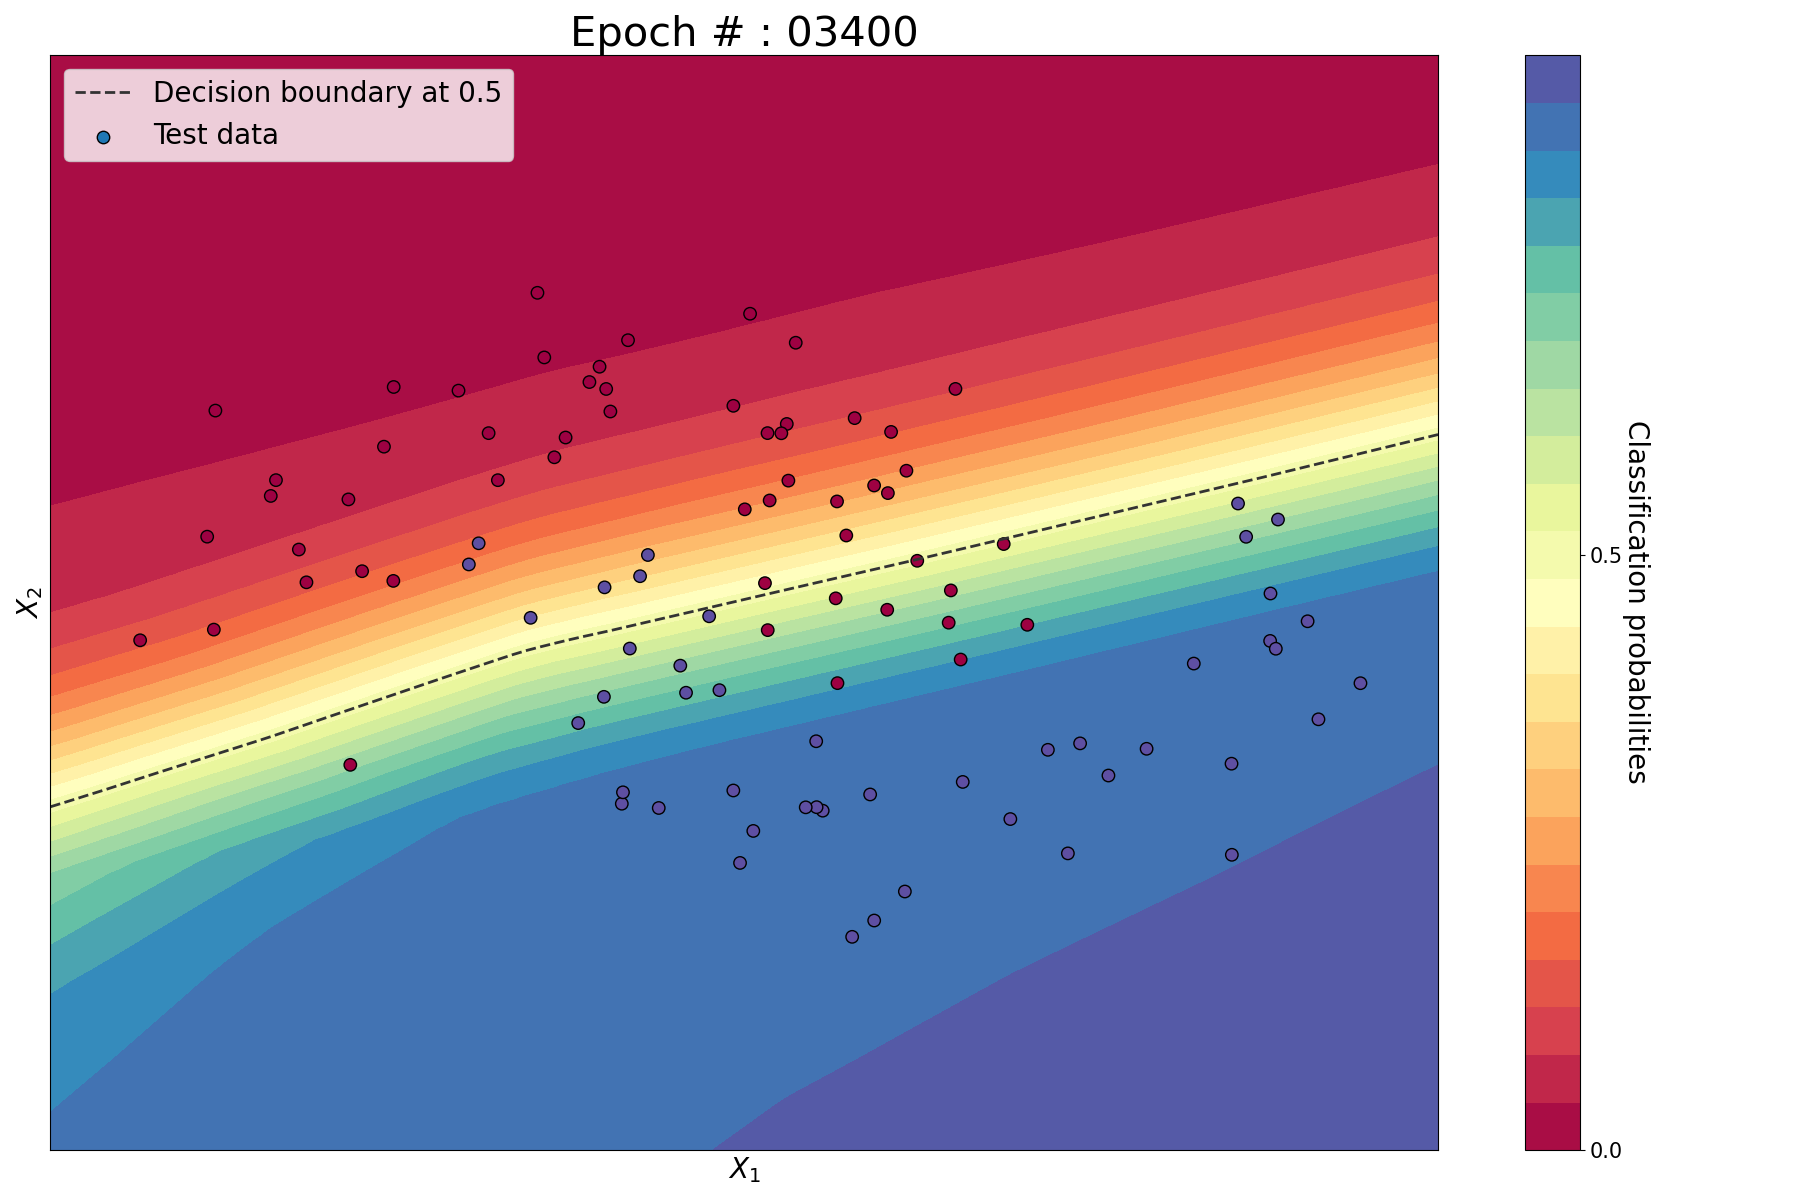 Epoch # : 03400
Decision boundary at 0.5
Test data
X₂
X₁
0.5
0.0
Classification probabilities